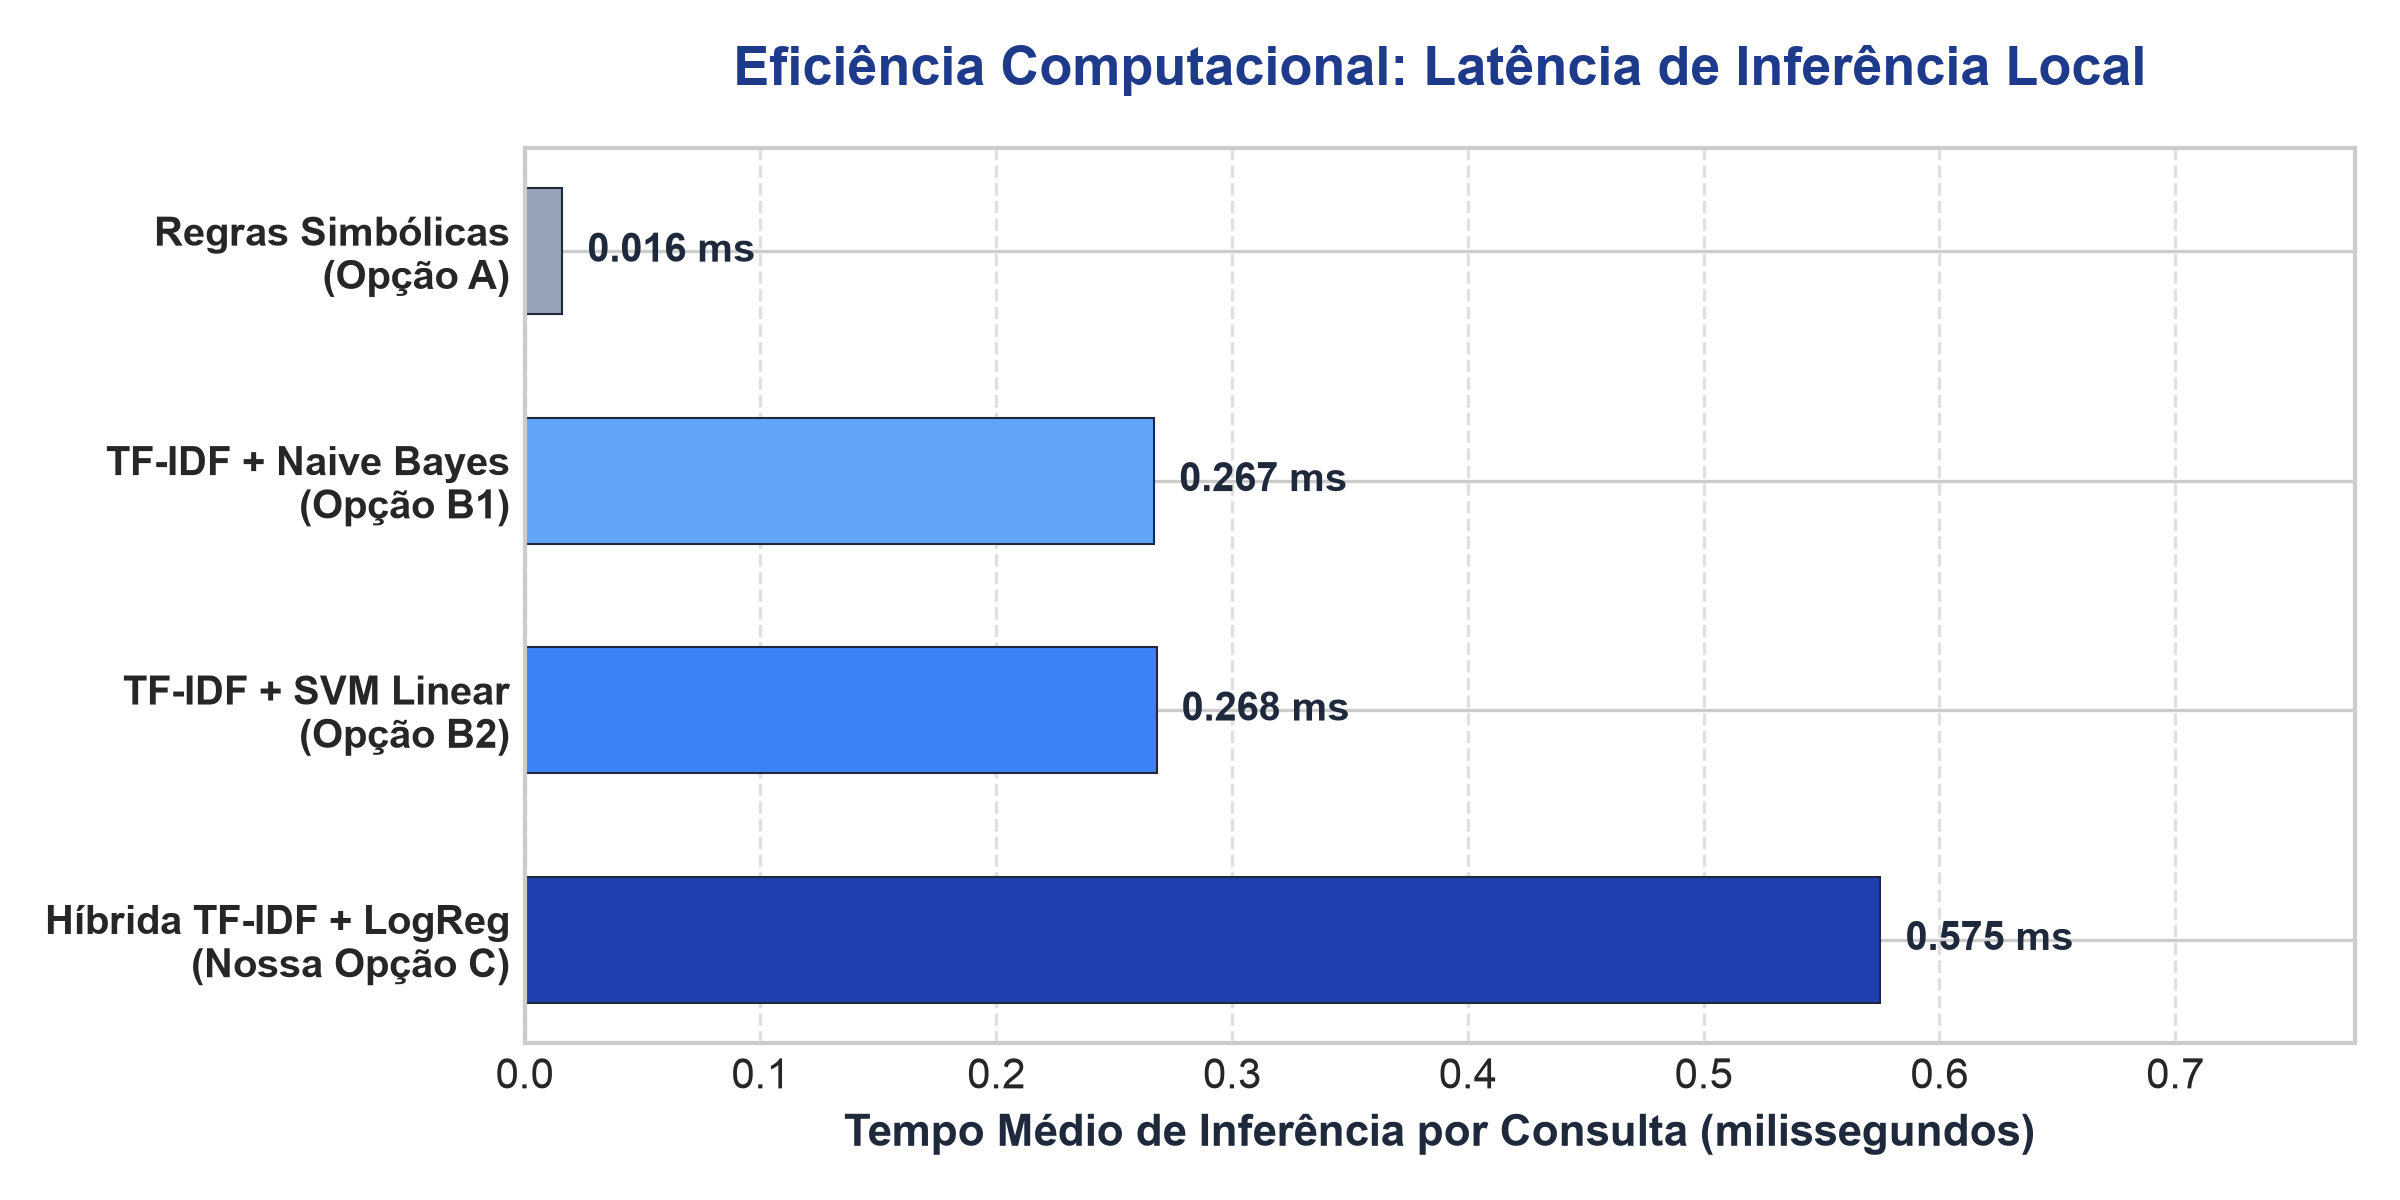 Eficiência Computacional: Latência de Inferência Local
Regras Simbólicas
(Opção A)
0.016 ms
TF-IDF + Naive Bayes
(Opção B1)
0.267 ms
TF-IDF + SVM Linear
(Opção B2)
0.268 ms
Híbrida TF-IDF + LogReg
(Nossa Opção C)
0.575 ms
0.0 0.1 0.2 0.3 0.4 0.5 0.6 0.7
Tempo Médio de Inferência por Consulta (milissegundos)